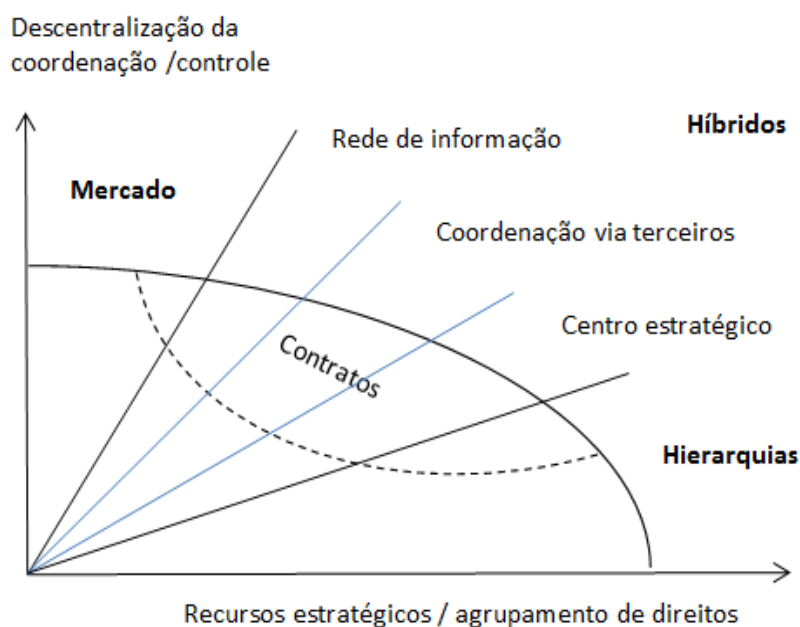 Descentralização da
coordenação /controle
Rede de informação
Híbridos
Mercado
Coordenação via terceiros
Centro estratégico
Contratos
Hierarquias
Recursos estratégicos / agrupamento de direitos